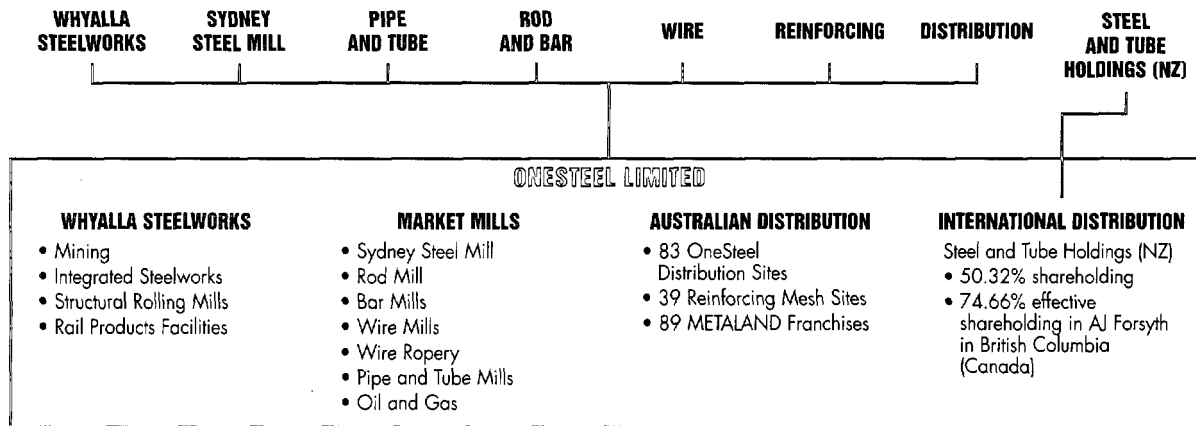 WHYALLA
STEELWORKS
SYDNEY
STEEL MILL
PIPE
AND TUBE
ROD
AND BAR
WIRE
REINFORCING
DISTRIBUTION
STEEL
AND TUBE
HOLDINGS (NZ)
ONESTEEL LIMITED
WHYALLA STEELWORKS
• Mining
• Integrated Steelworks
• Structural Rolling Mills
• Rail Products Facilities
MARKET MILLS
• Sydney Steel Mill
• Rod Mill
• Bar Mills
• Wire Mills
• Wire Ropery
• Pipe and Tube Mills
• Oil and Gas
AUSTRALIAN DISTRIBUTION
• 83 OneSteel
Distribution Sites
• 39 Reinforcing Mesh Sites
• 89 METALAND Franchises
INTERNATIONAL DISTRIBUTION
Steel and Tube Holdings (NZ)
• 50.32% shareholding
• 74.66% effective
shareholding in AJ Forsyth
in British Columbia
(Canada)